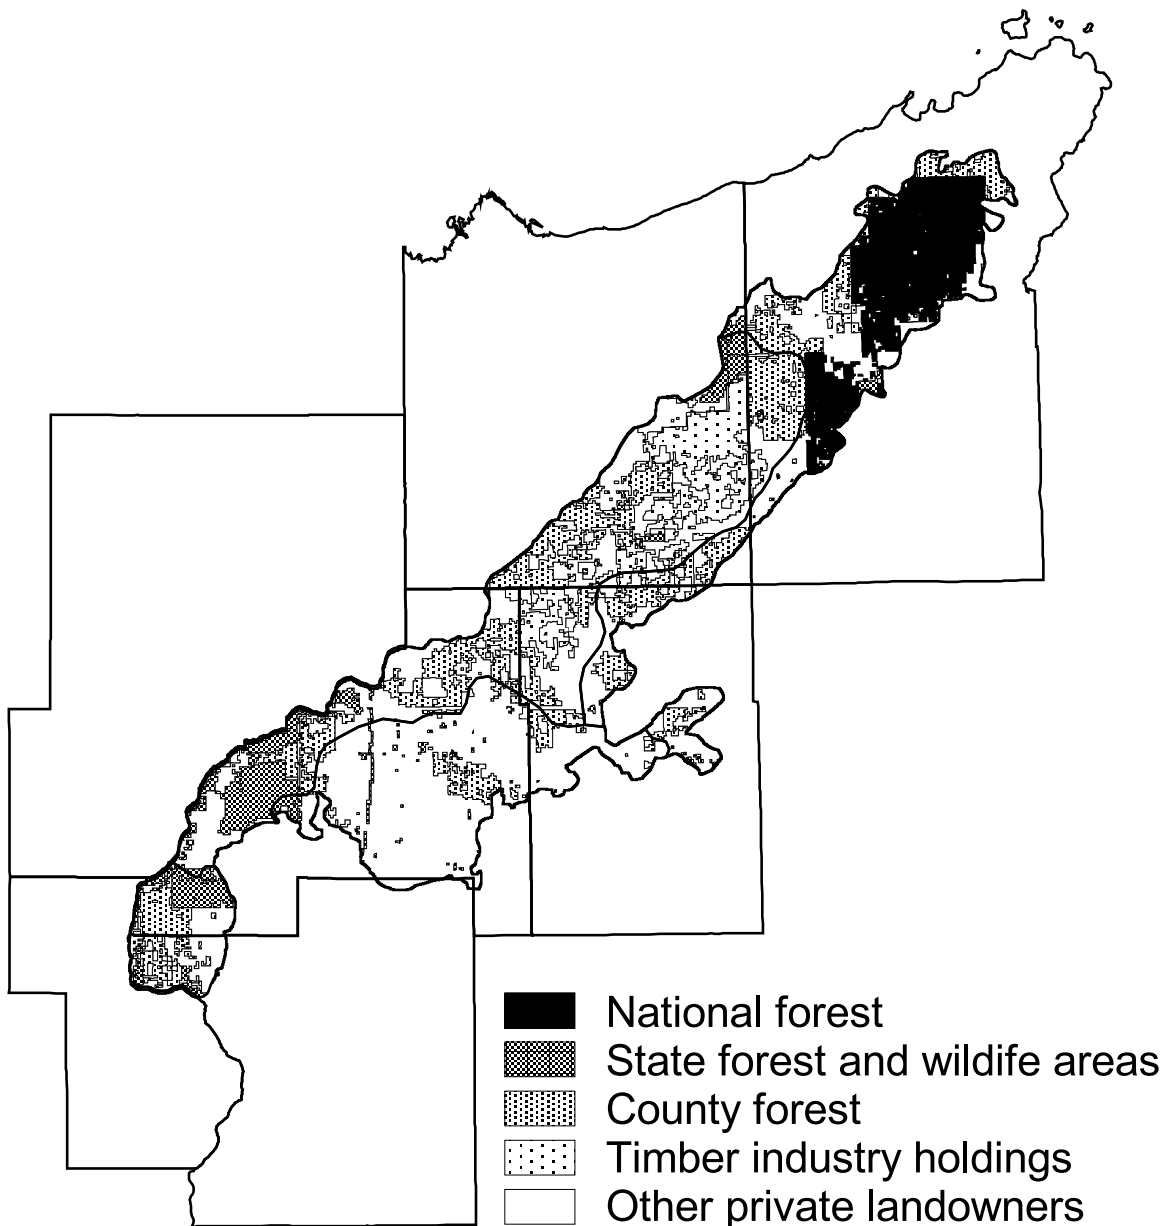 National forest
State forest and wildife areas
County forest
Timber industry holdings
Other private landowners